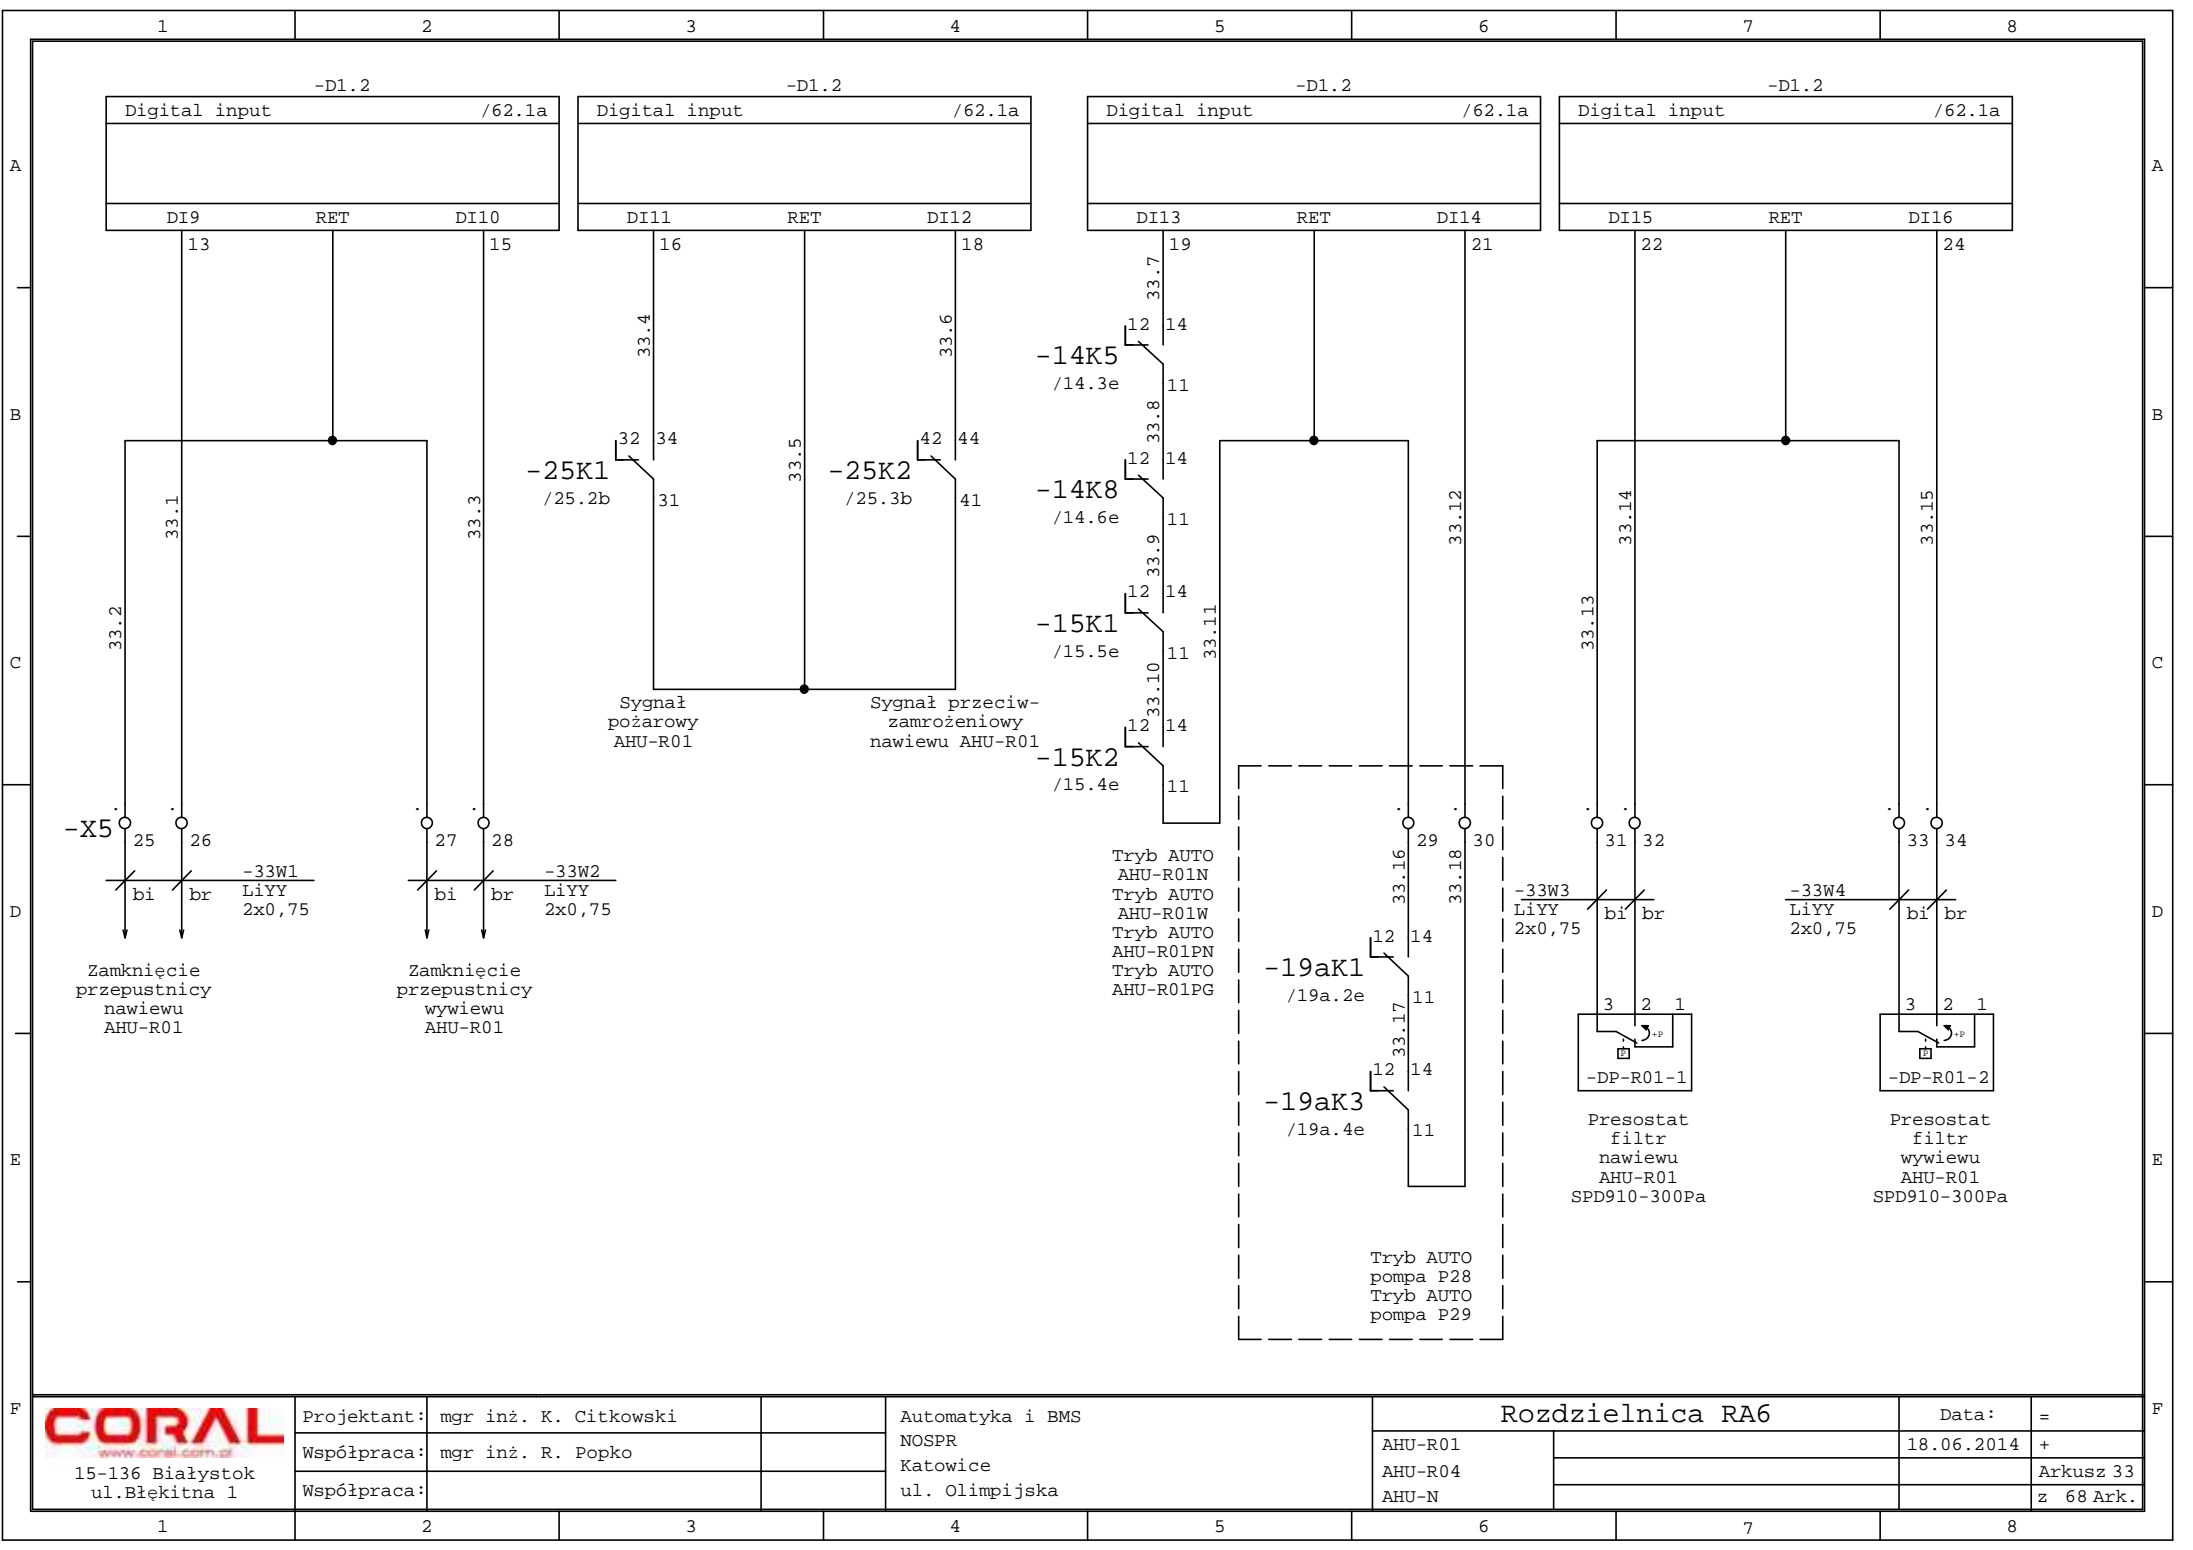 1 2 3 4 5 6 7 8
-D1.2 -D1.2 -D1.2 -D1.2
Digital input /62.1a Digital input /62.1a Digital input /62.1a Digital input /62.1a
A A
DI9 RET DI10 DI11 RET DI12 DI13 RET DI14 DI15 RET DI16
13 15 16 18 19 21 22 24
33.7
33.4 33.6
12 14
-14K5
/14.3e
11
B B
33.8
32 34
-25K1
/25.2b
31
33.5
42 44
-25K2
/25.3b
41
12 14
-14K8
/14.6e
11
33.1 33.3 33.12 33.14 33.15
33.9
12 14
-15K1
/15.5e
11
33.2 33.11 33.13
C C
33.10
Sygnał
pożarowy
AHU-R01
Sygnał przeciw-
zamrożeniowy
nawiewu AHU-R01
12 14
-15K2
/15.4e
11
-X5 25 26 27 28 29 30 31 32 33 34
-33W1
LiYY
2x0,75
bi br
-33W2
LiYY
2x0,75
bi br
Tryb AUTO
AHU-R01N
Tryb AUTO
AHU-R01W
Tryb AUTO
AHU-R01PN
Tryb AUTO
AHU-R01PG
33.16 33.18
-33W3
LiYY
2x0,75
bi br
-33W4
LiYY
2x0,75
bi br
D D
Zamknięcie
przepustnicy
nawiewu
AHU-R01
Zamknięcie
przepustnicy
wywiewu
AHU-R01
12 14
-19aK1
/19a.2e
11
33.17
12 14
-19aK3
/19a.4e
11
3 2 1
+P
P
-DP-R01-1
3 2 1
+P
P
-DP-R01-2
Presostat
filtr
nawiewu
AHU-R01
SPD910-300Pa
Presostat
filtr
wywiewu
AHU-R01
SPD910-300Pa
E E
Tryb AUTO
pompa P28
Tryb AUTO
pompa P29
F F
CORAL
www.coral.com.pl
15-136 Białystok
ul.Błękitna 1
Projektant: mgr inż. K. Citkowski
Współpraca: mgr inż. R. Popko
Współpraca:
Automatyka i BMS
NOSPR
Katowice
ul. Olimpijska
Rozdzielnica RA6
AHU-R01
AHU-R04
AHU-N
Data: =
18.06.2014 +
Arkusz 33
z 68 Ark.
1 2 3 4 5 6 7 8